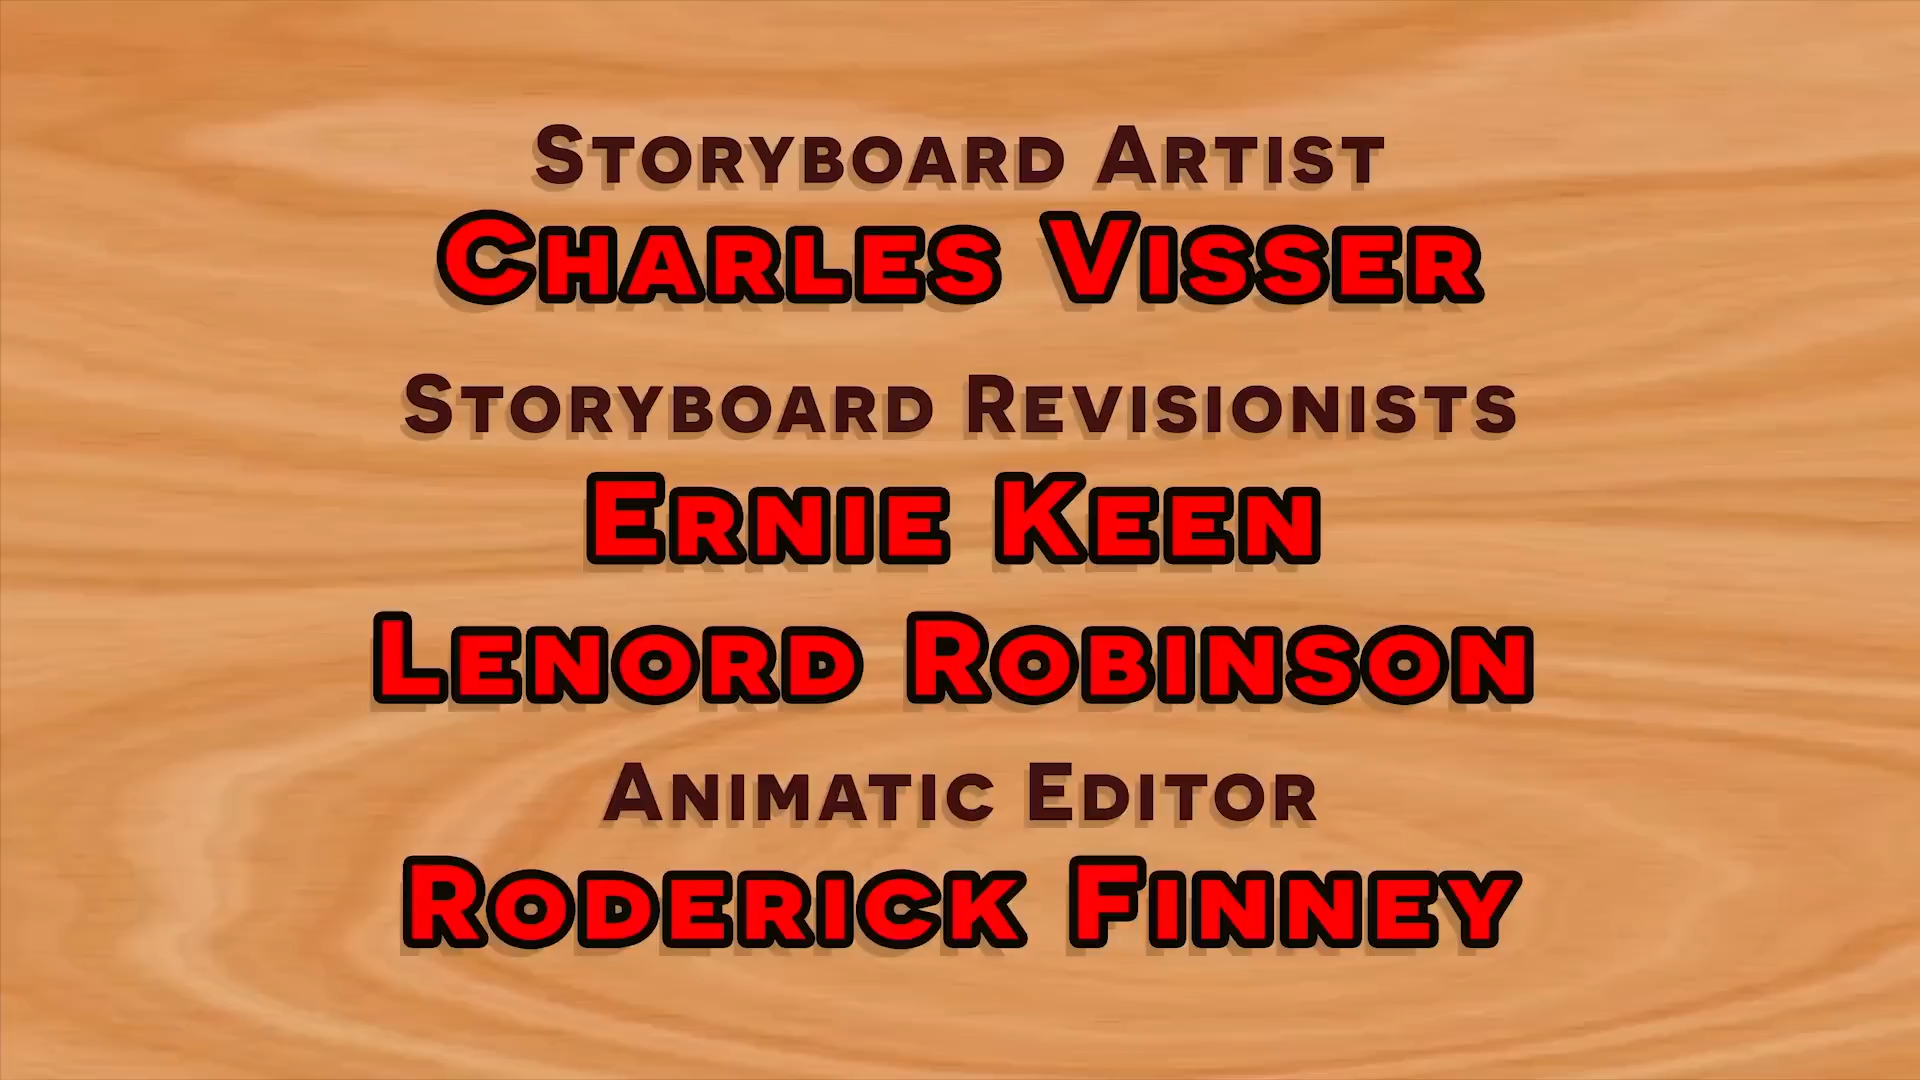 Storyboard Artist
Charles Visser
Storyboard Revisionists
Ernie Keen
Lenord Robinson
Animatic Editor
Roderick Finney